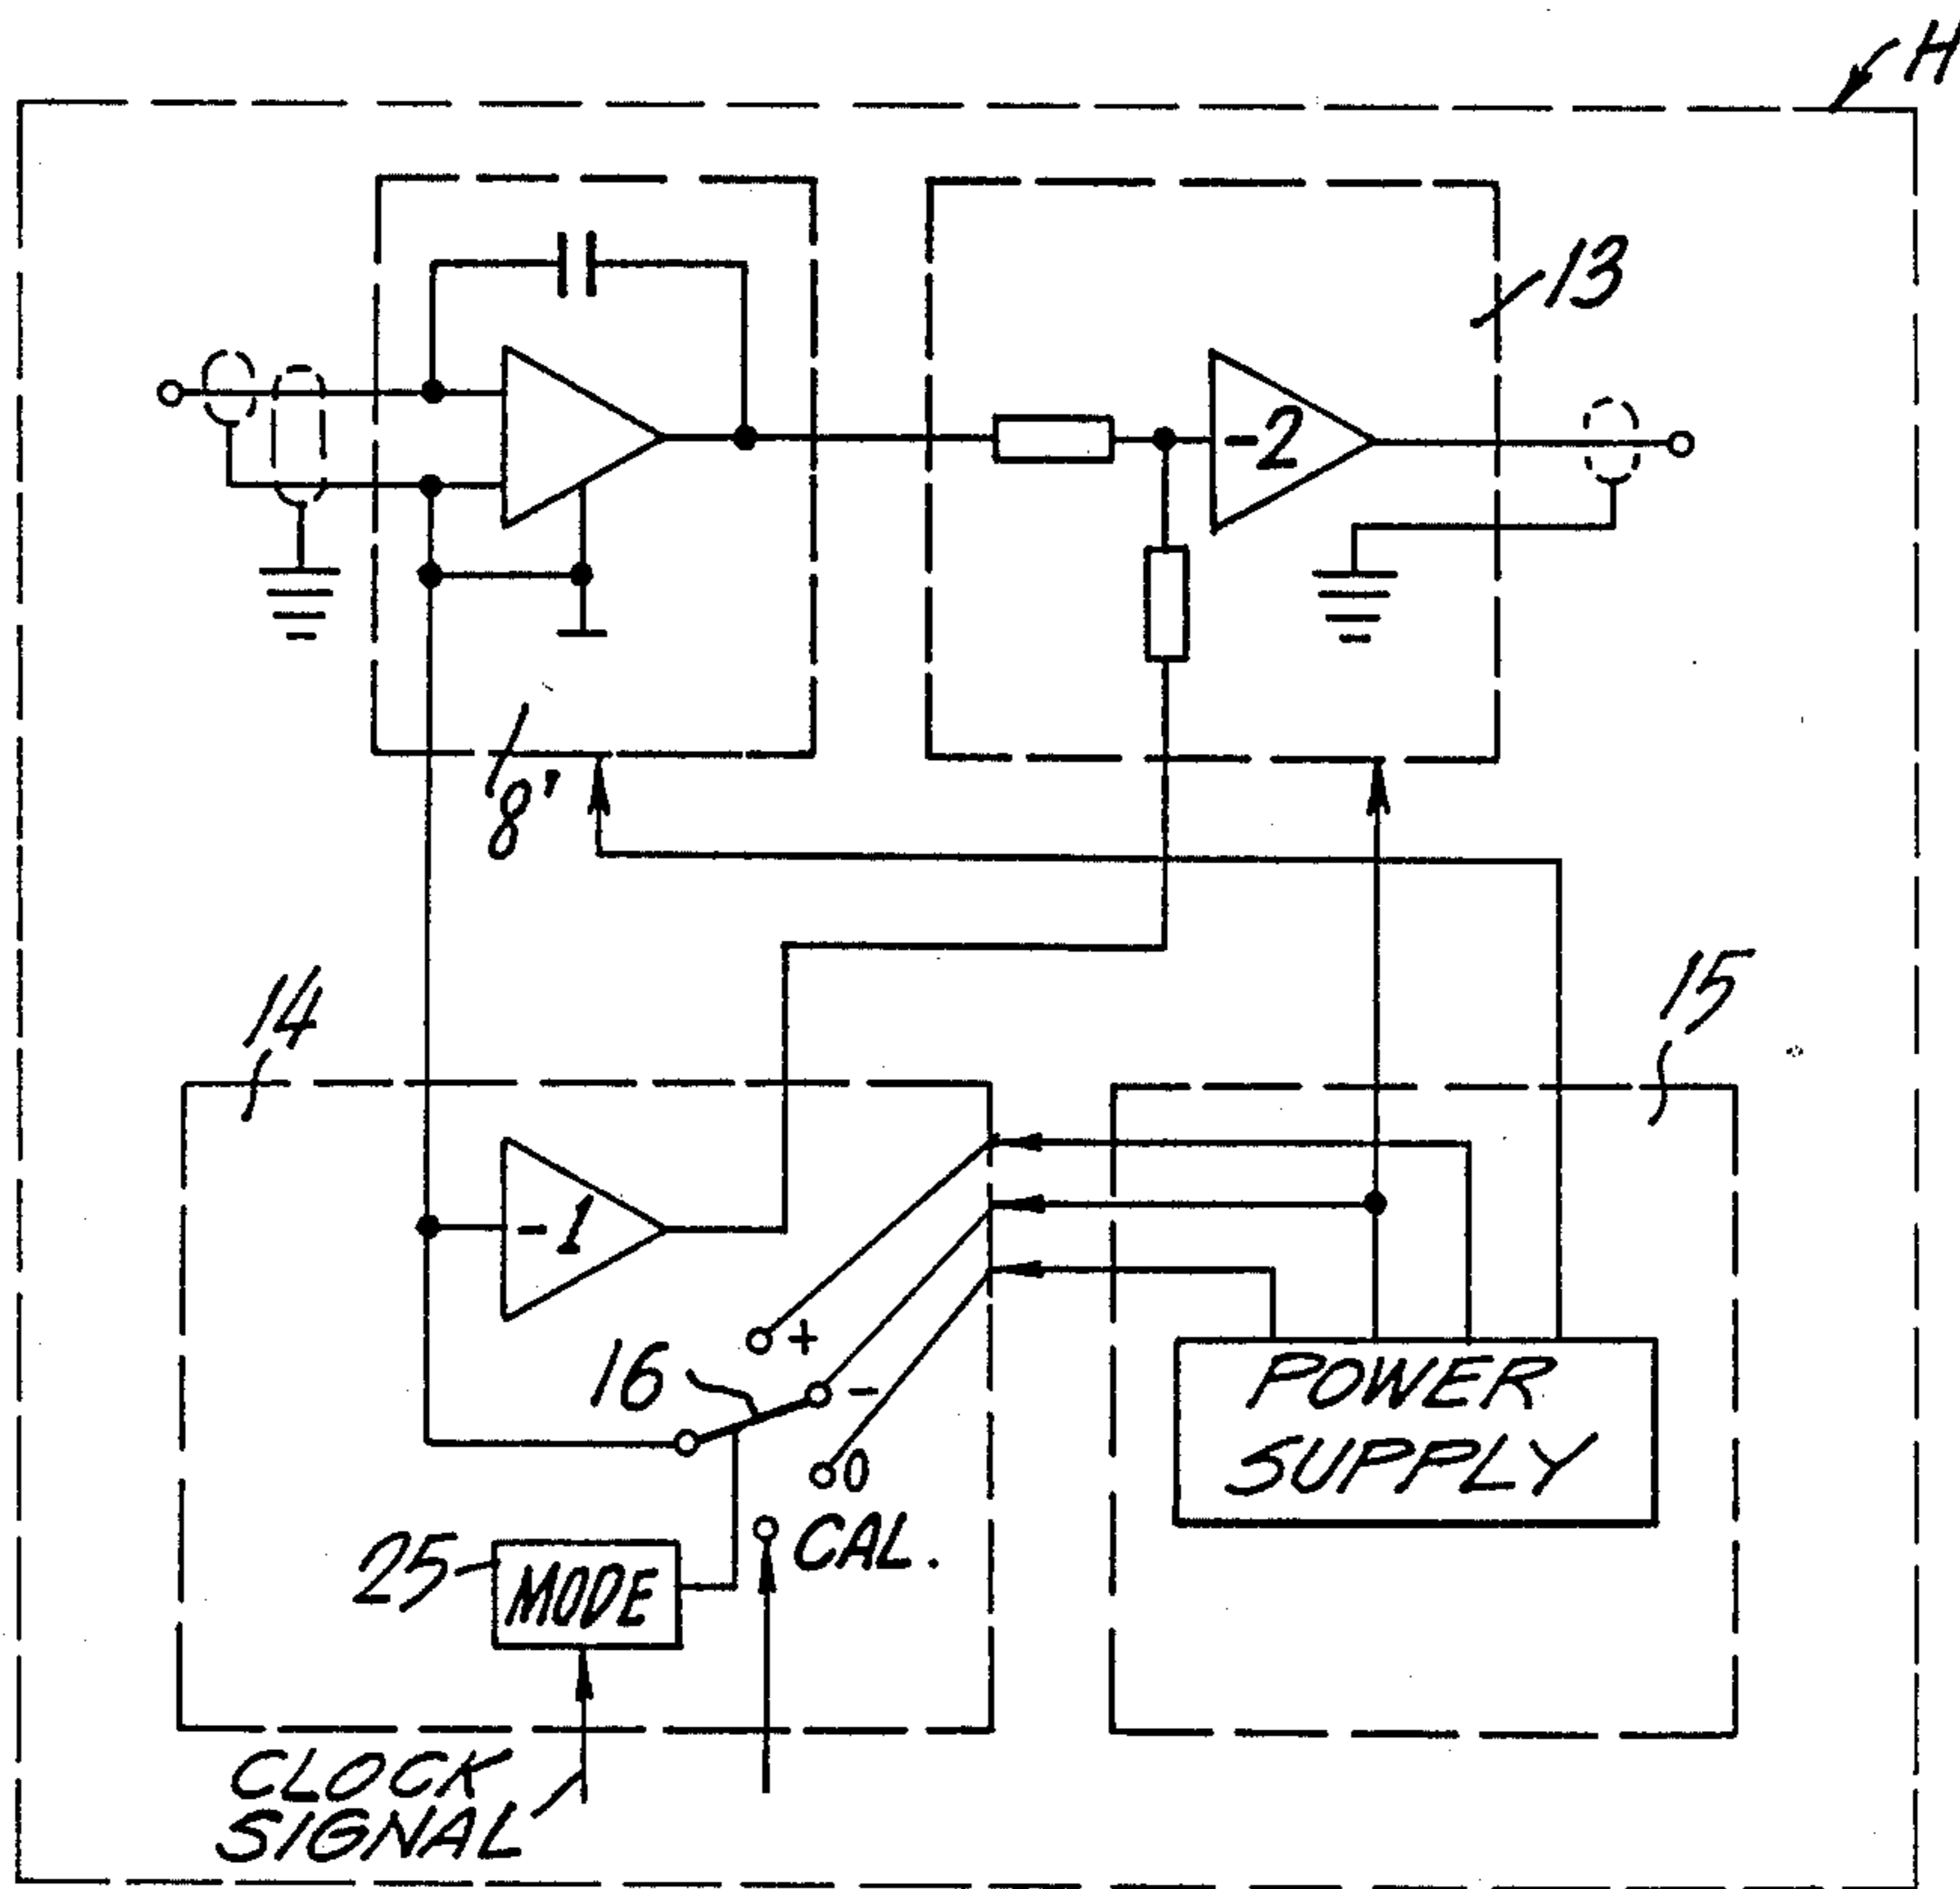 H
13
-2
8'
14
15
-1
+
16
-
0
POWER
SUPPLY
CAL.
25
MODE
CLOCK
SIGNAL